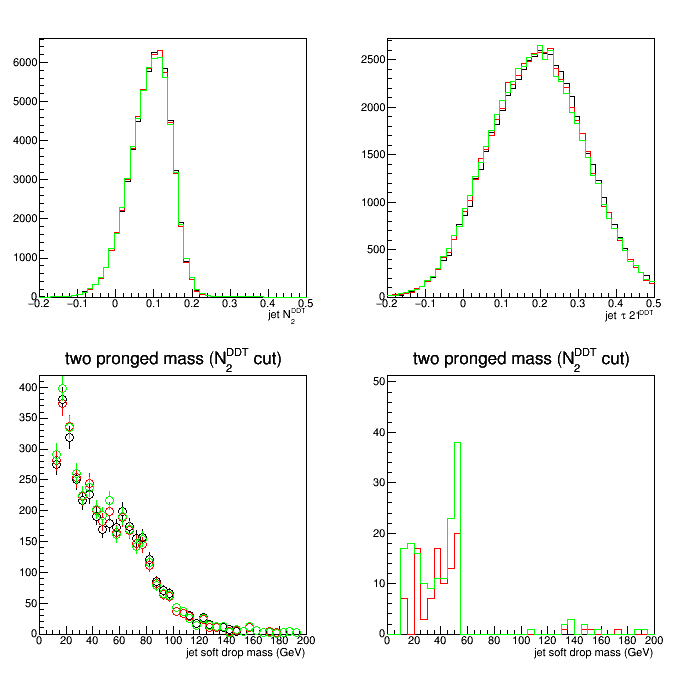 6000
5000
4000
3000
2000
1000
0
-0.2 -0.1 0 0.1 0.2 0.3 0.4 0.5
jet N₂ᴰᴰᵀ
2500
2000
1500
1000
500
0
-0.2 -0.1 0 0.1 0.2 0.3 0.4 0.5
jet τ 21ᴰᴰᵀ
two pronged mass (N₂ᴰᴰᵀ cut)
400
350
300
250
200
150
100
50
0
0 20 40 60 80 100 120 140 160 180 200
jet soft drop mass (GeV)
two pronged mass (N₂ᴰᴰᵀ cut)
50
40
30
20
10
0
0 20 40 60 80 100 120 140 160 180 200
jet soft drop mass (GeV)